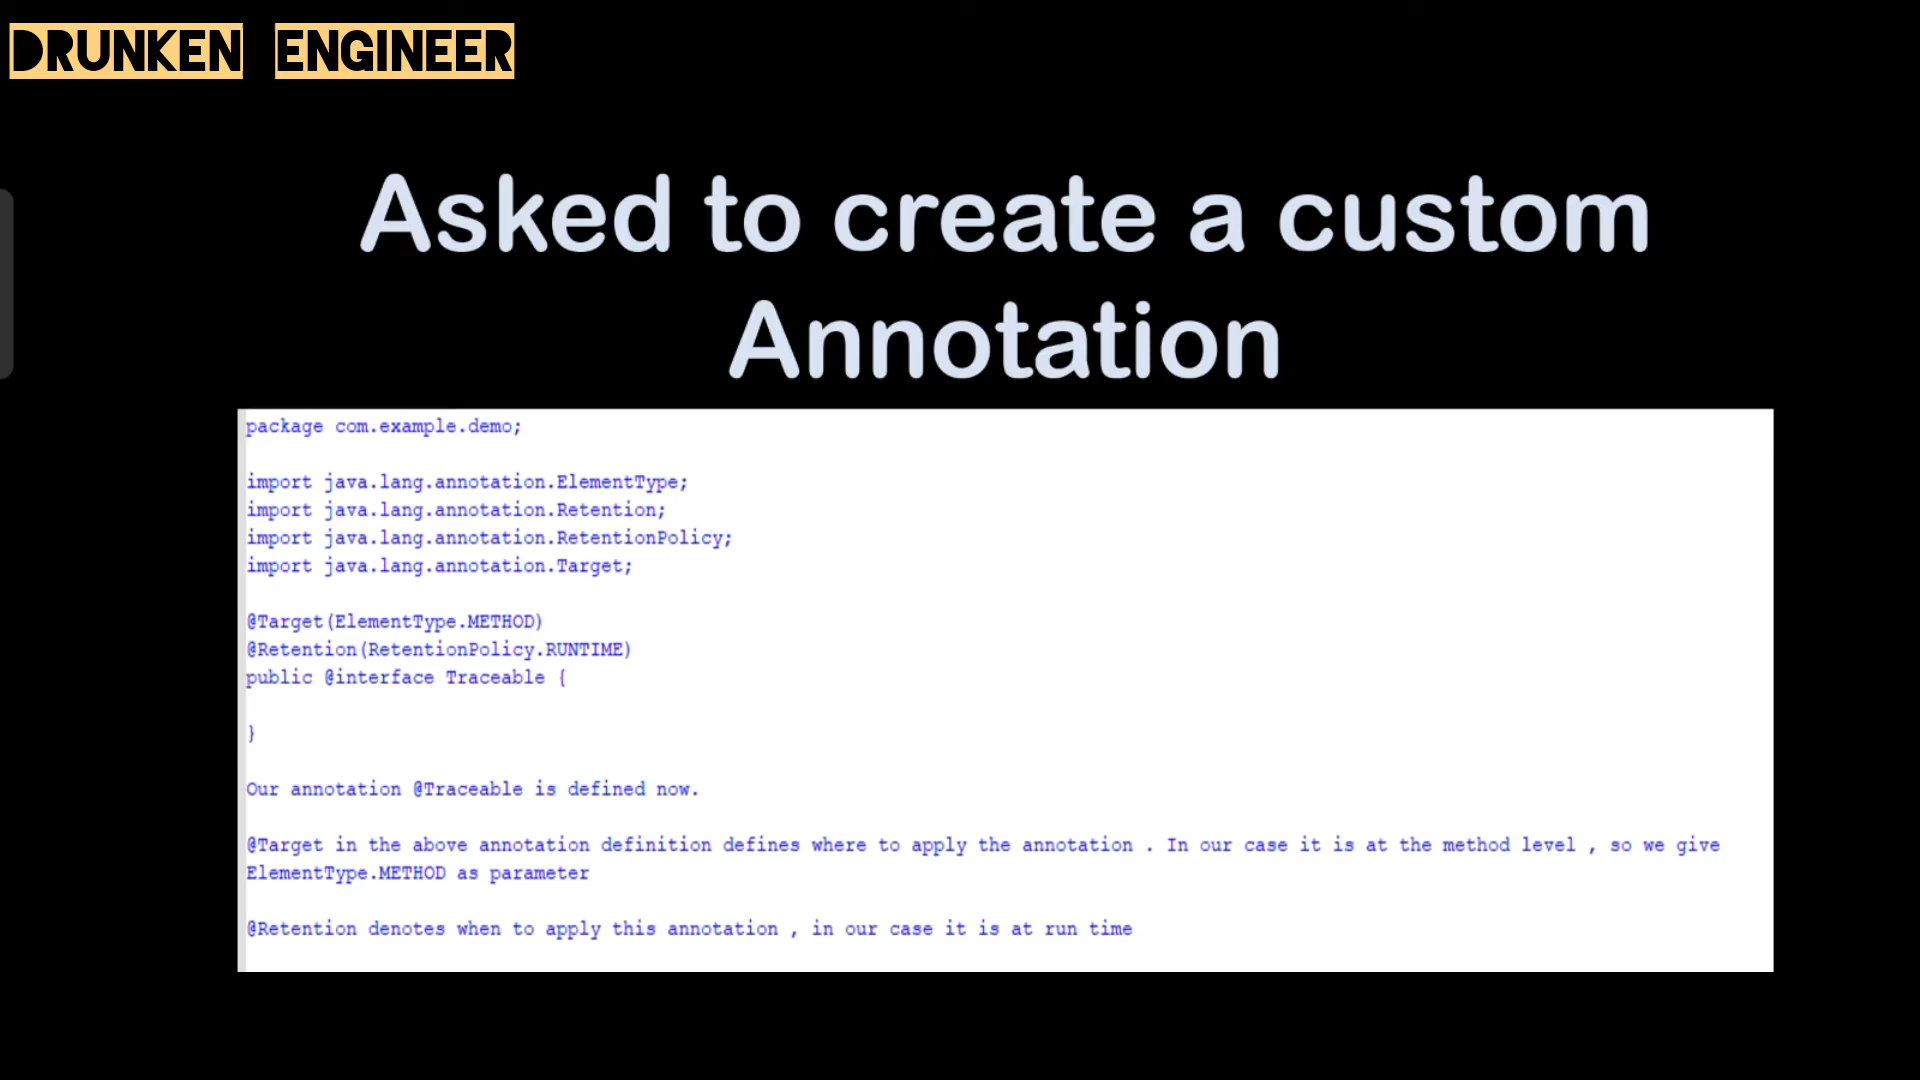 DRUNKEN ENGINEER
Asked to create a custom
Annotation
package com.example.demo;
import java.lang.annotation.ElementType;
import java.lang.annotation.Retention;
import java.lang.annotation.RetentionPolicy;
import java.lang.annotation.Target;
@Target(ElementType.METHOD)
@Retention(RetentionPolicy.RUNTIME)
public @interface Traceable {
}
Our annotation @Traceable is defined now.
@Target in the above annotation definition defines where to apply the annotation . In our case it is at the method level , so we give
ElementType.METHOD as parameter
@Retention denotes when to apply this annotation , in our case it is at run time